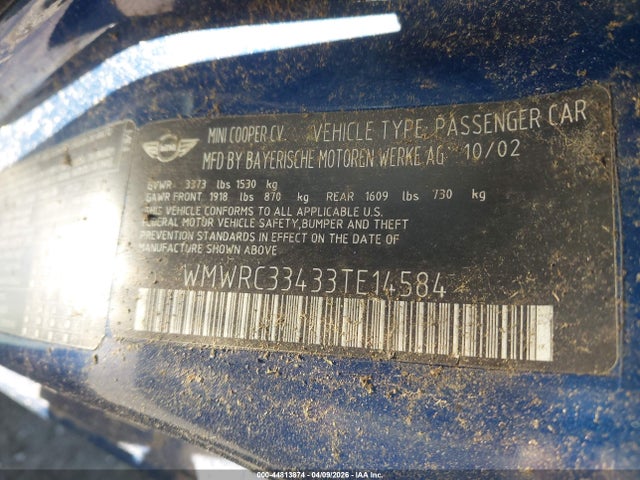 MINI
MINI COOPER CV VEHICLE TYPE PASSENGER CAR
MFD BY BAYERISCHE MOTOREN WERKE AG 10/02
GVWR 3373 lbs 1530 kg
GAWR FRONT 1918 lbs 870 kg REAR 1609 lbs 730 kg
THIS VEHICLE CONFORMS TO ALL APPLICABLE U.S.
FEDERAL MOTOR VEHICLE SAFETY,BUMPER AND THEFT
PREVENTION STANDARDS IN EFFECT ON THE DATE OF
MANUFACTURE SHOWN ABOVE
WMWRC33433TE14584
000-44813874 | 04/09/2026 | IAA Inc.